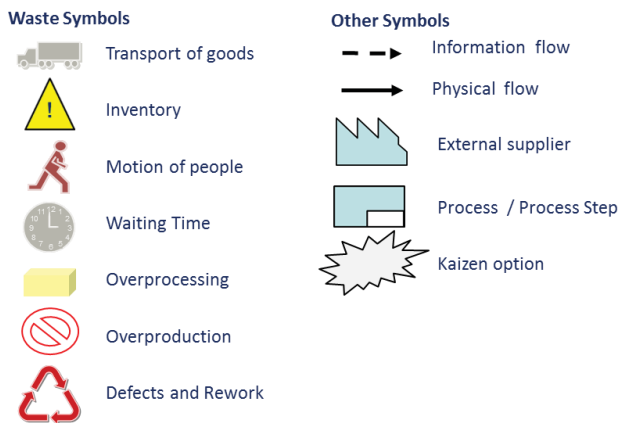 Waste Symbols
Transport of goods
!
Inventory
Motion of people
Waiting Time
Overprocessing
Overproduction
Defects and Rework
Other Symbols
Information flow
Physical flow
External supplier
Process / Process Step
Kaizen option